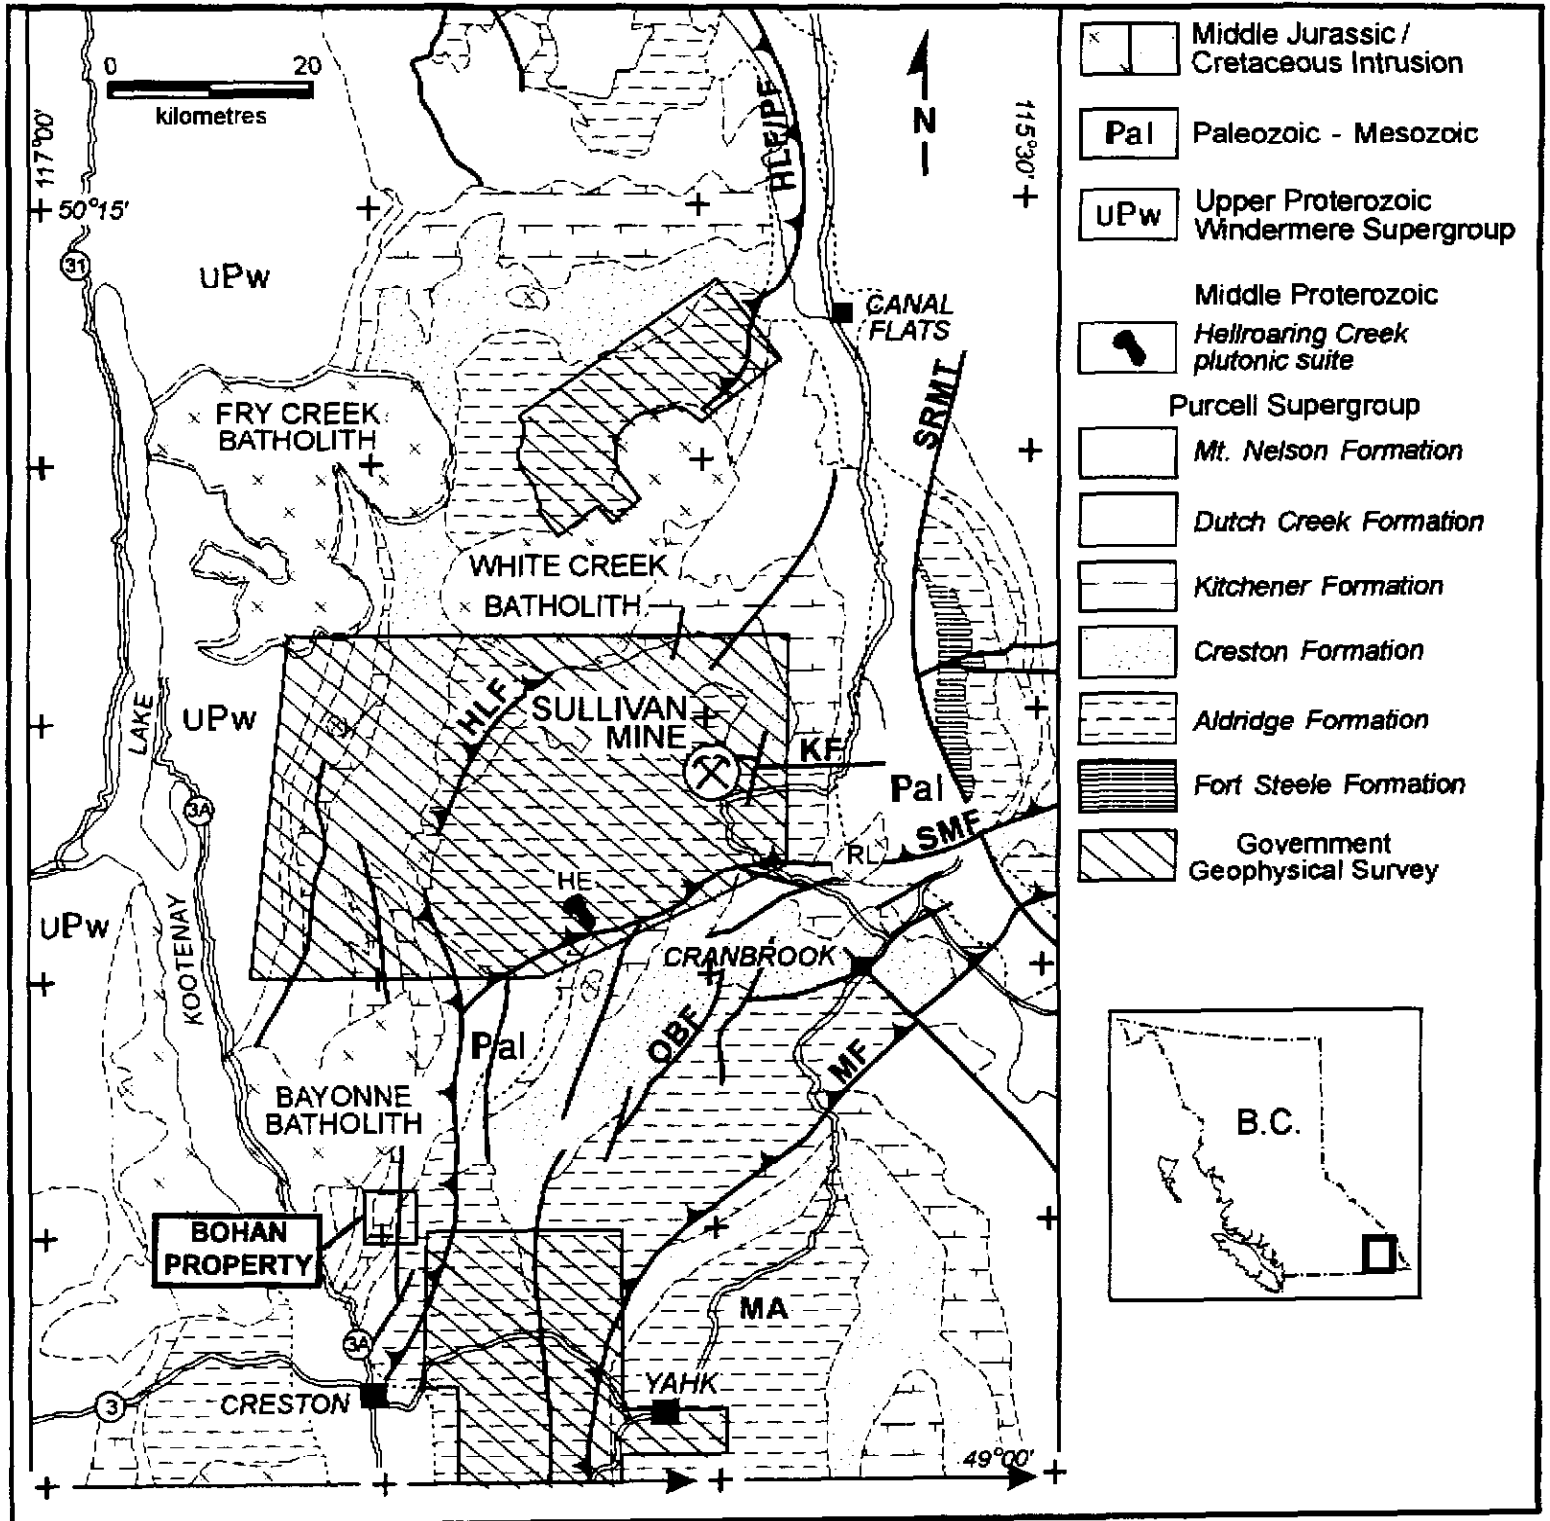 0 20
kilometres
N
117°00'
115°30'
50°15'
31
UPw
HLF/PF
CANAL
FLATS
SRMT
FRY CREEK
BATHOLITH
WHITE CREEK
BATHOLITH
LAKE
UPw
HLF
SULLIVAN
MINE
KF
Pal
3A
SMF
RL
HE
UPw
KOOTENAY
CRANBROOK
Pal
OBF
MF
BAYONNE
BATHOLITH
BOHAN
PROPERTY
MA
3A
YAHK
CRESTON
3
49°00'
Middle Jurassic /
Cretaceous Intrusion
Pal Paleozoic - Mesozoic
UPw Upper Proterozoic
Windermere Supergroup
Middle Proterozoic
Hellroaring Creek
plutonic suite
Purcell Supergroup
Mt. Nelson Formation
Dutch Creek Formation
Kitchener Formation
Creston Formation
Aldridge Formation
Fort Steele Formation
Government
Geophysical Survey
B.C.